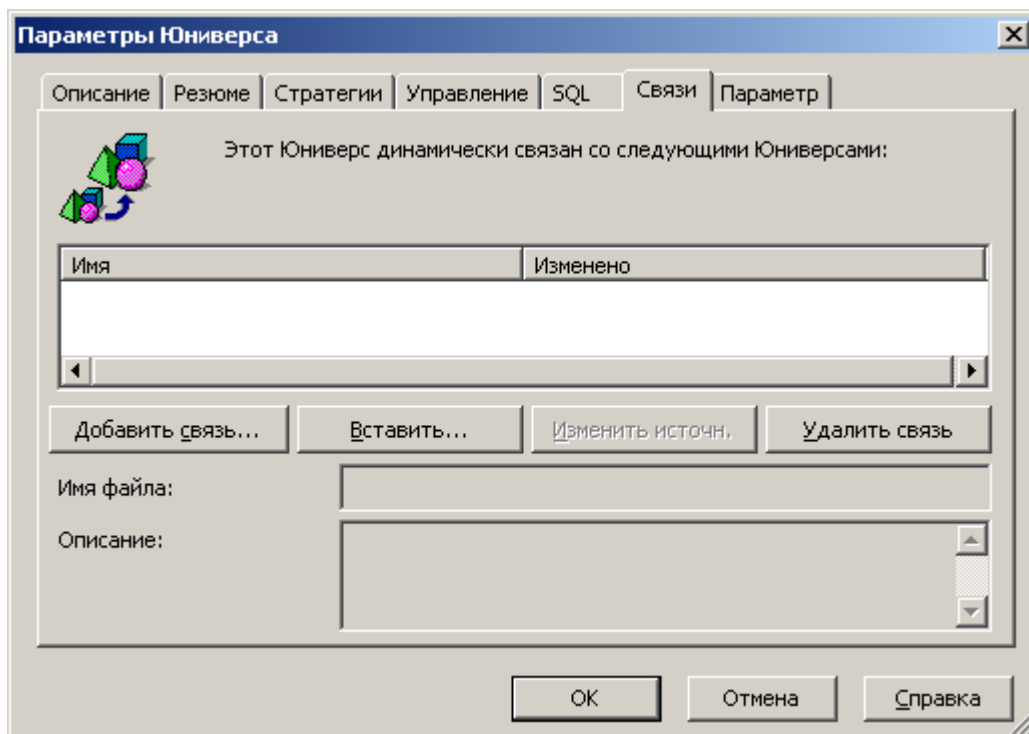 Параметры Юниверса
Описание Резюме Стратегии Управление SQL Связи Параметр
Этот Юниверс динамически связан со следующими Юниверсами:
Имя Изменено
Добавить связь... Вставить... Изменить источн. Удалить связь
Имя файла:
Описание:
OK Отмена Справка